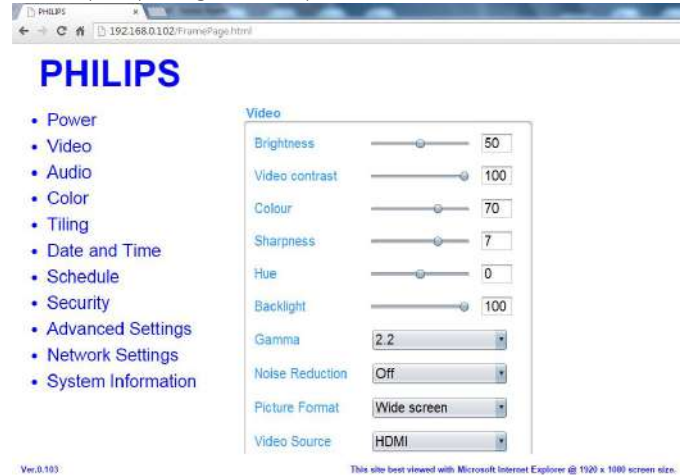 PHILIPS
192.168.0.102/FramePage.html
PHILIPS
• Power
• Video
• Audio
• Color
• Tiling
• Date and Time
• Schedule
• Security
• Advanced Settings
• Network Settings
• System Information
Video
Brightness 50
Video contrast 100
Colour 70
Sharpness 7
Hue 0
Backlight 100
Gamma 2.2
Noise Reduction Off
Picture Format Wide screen
Video Source HDMI
Ver.0.103
This site best viewed with Microsoft Internet Explorer @ 1920 x 1080 screen size.